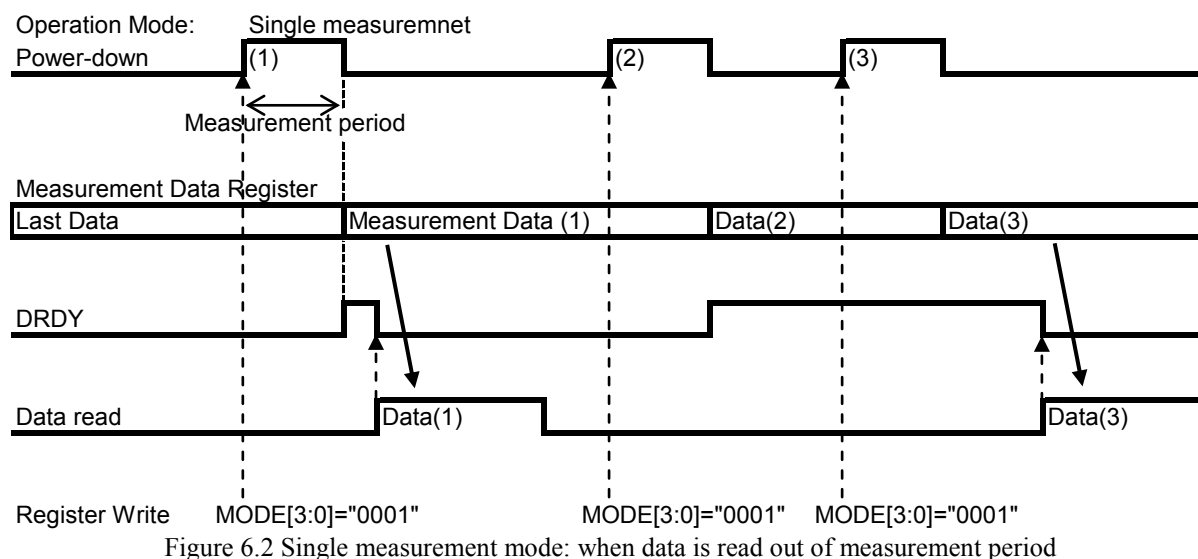 Operation Mode: Single measuremnet
Power-down (1) (2) (3)
Measurement period
Measurement Data Register
Last Data Measurement Data (1) Data(2) Data(3)
DRDY
Data read Data(1) Data(3)
Register Write MODE[3:0]="0001" MODE[3:0]="0001" MODE[3:0]="0001"
Figure 6.2 Single measurement mode: when data is read out of measurement period